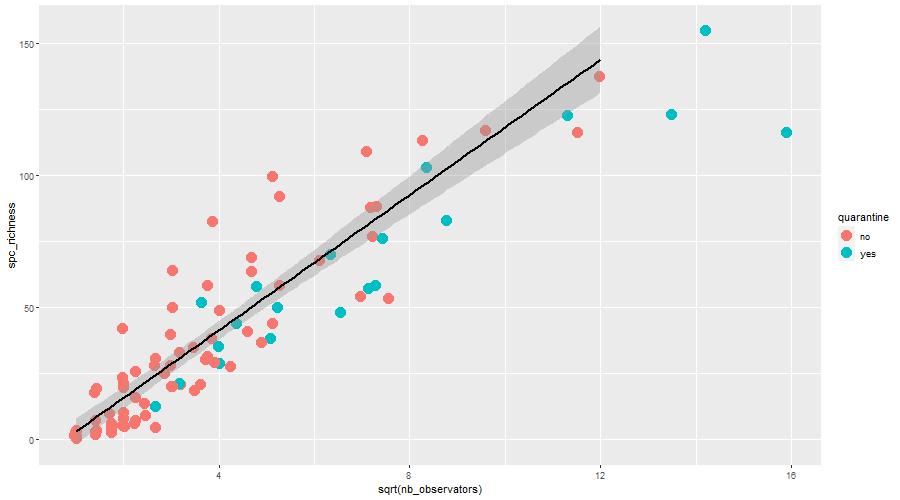 150
100
50
0
spc_richness
4
8
12
16
sqrt(nb_observators)
quarantine
no
yes